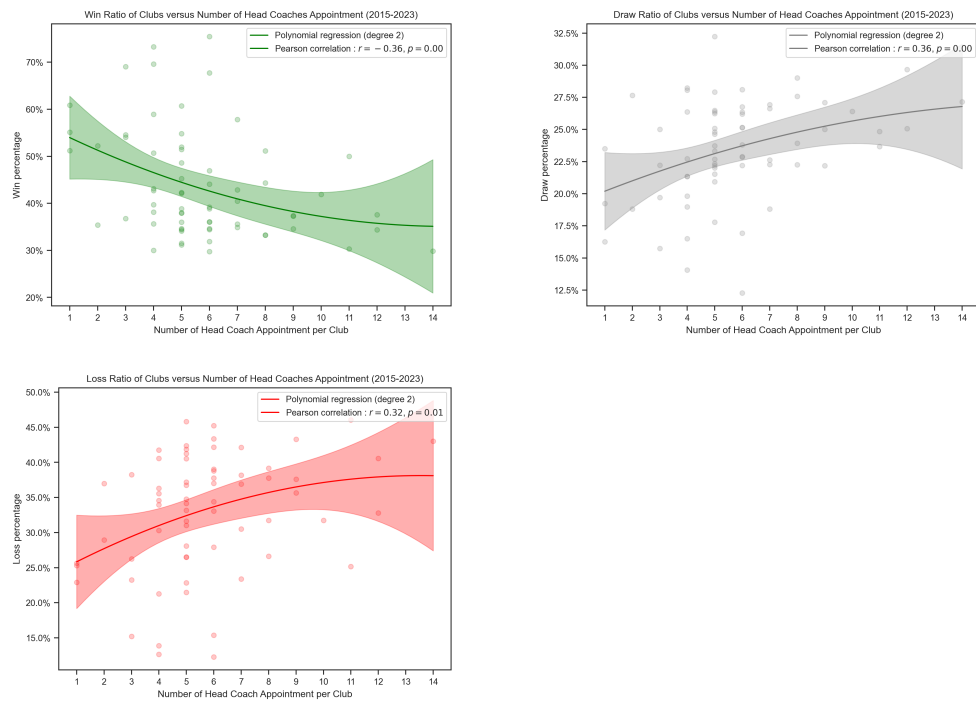 Win Ratio of Clubs versus Number of Head Coaches Appointment (2015-2023)
Polynomial regression (degree 2)
Pearson correlation : r = − 0.36, p = 0.00
70%
60%
50%
40%
30%
20%
Win percentage
1 2 3 4 5 6 7 8 9 10 11 12 13 14
Number of Head Coach Appointment per Club
Draw Ratio of Clubs versus Number of Head Coaches Appointment (2015-2023)
Polynomial regression (degree 2)
Pearson correlation : r = 0.36, p = 0.00
32.5%
30.0%
27.5%
25.0%
22.5%
20.0%
17.5%
15.0%
12.5%
Draw percentage
1 2 3 4 5 6 7 8 9 10 11 12 13 14
Number of Head Coach Appointment per Club
Loss Ratio of Clubs versus Number of Head Coaches Appointment (2015-2023)
Polynomial regression (degree 2)
Pearson correlation : r = 0.32, p = 0.01
50.0%
45.0%
40.0%
35.0%
30.0%
25.0%
20.0%
15.0%
Loss percentage
1 2 3 4 5 6 7 8 9 10 11 12 13 14
Number of Head Coach Appointment per Club